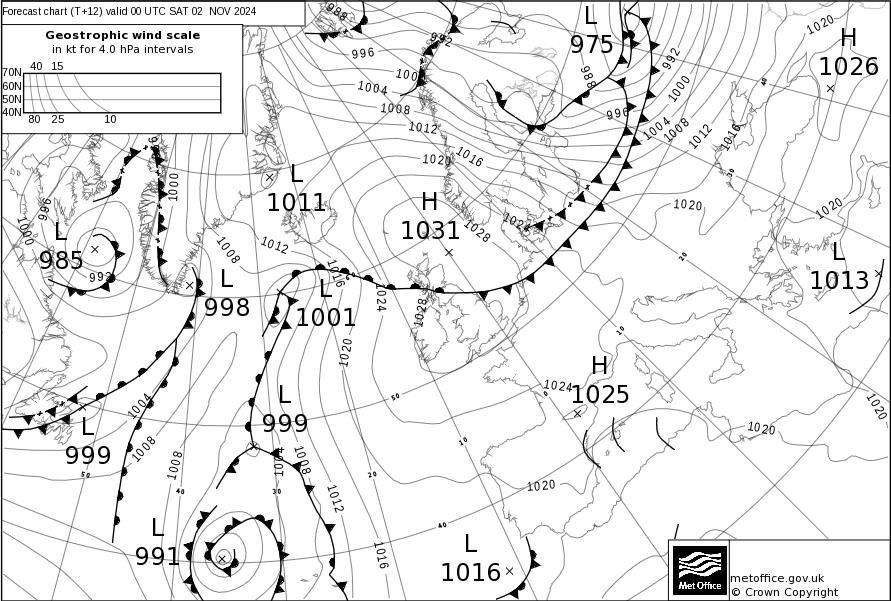 Forecast chart (T+12) valid 00 UTC SAT 02 NOV 2024
Geostrophic wind scale
in kt for 4.0 hPa intervals
40 15
70N
60N
50N
40N
80 25 10
988
992
996
1004
1008
1012
1020
1016
L
975
988
992
1000
996
1004
1008
1012
1016
40
1020
H
1026
30
1020
1020
1000
996
1000
L
1011
H
1031
1028
L
985
992
1008
1012
1016
20
L
1013
L
998
L
1001
1024
1028
10
1020
H
1025
1024
0
1004
50
L
999
L
999
1008
1008
1008
1020
1020
10
20
50
40
30
1012
1020
40
L
991
1016
L
1016
Met Office
metoffice.gov.uk
© Crown Copyright